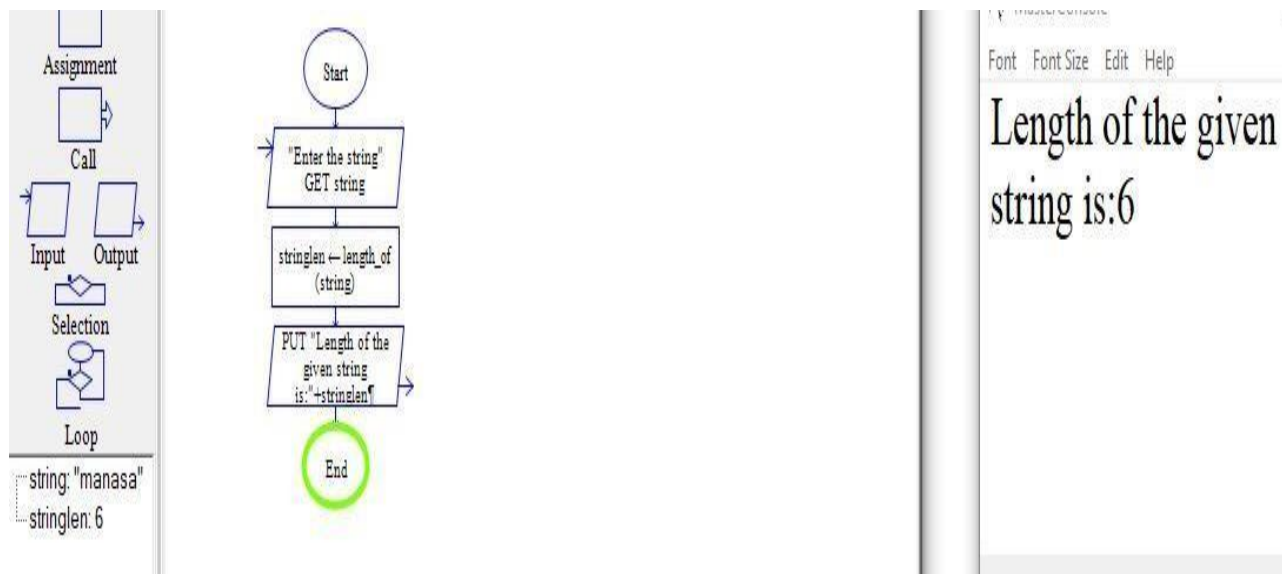 Assignment
Call
Input Output
Selection
Loop
string: "manasa"
stringlen: 6
Start
"Enter the string"
GET string
stringlen ← length_of
(string)
PUT "Length of the
given string
is:"+stringlen¶
End
MasterConsole
Font Font Size Edit Help
Length of the given
string is:6